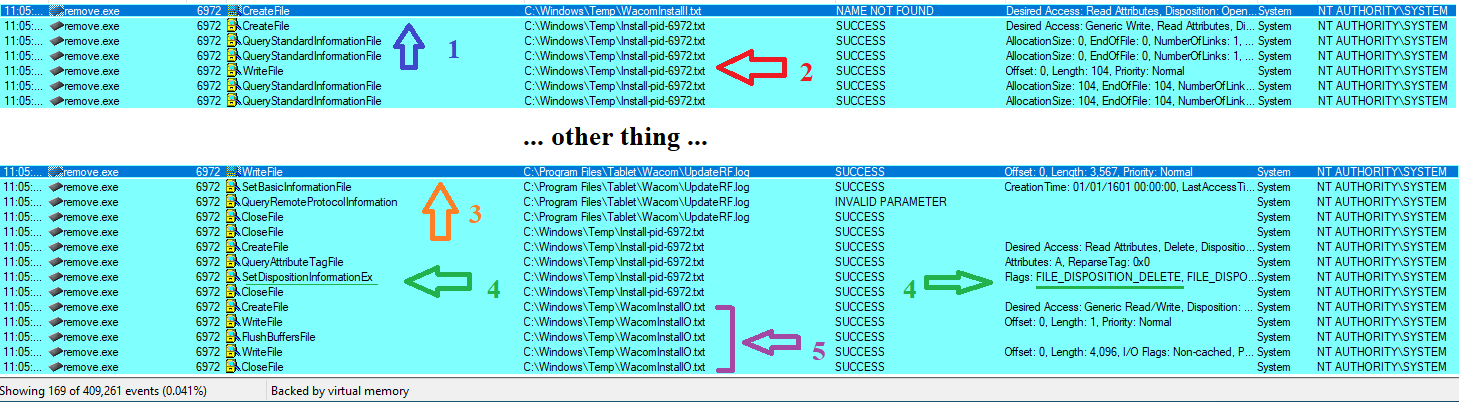 11:05:... remove.exe 6972 CreateFile C:\Windows\Temp\WacomInstallI.txt NAME NOT FOUND Desired Access: Read Attributes, Disposition: Open... System NT AUTHORITY\SYSTEM
11:05:... remove.exe 6972 CreateFile C:\Windows\Temp\Install-pid-6972.txt SUCCESS Desired Access: Generic Write, Read Attributes, Di... System NT AUTHORITY\SYSTEM
11:05:... remove.exe 6972 QueryStandardInformationFile C:\Windows\Temp\Install-pid-6972.txt SUCCESS AllocationSize: 0, EndOfFile: 0, NumberOfLinks: 1, ... System NT AUTHORITY\SYSTEM
1
11:05:... remove.exe 6972 QueryStandardInformationFile C:\Windows\Temp\Install-pid-6972.txt SUCCESS AllocationSize: 0, EndOfFile: 0, NumberOfLinks: 1, ... System NT AUTHORITY\SYSTEM
11:05:... remove.exe 6972 WriteFile C:\Windows\Temp\Install-pid-6972.txt SUCCESS Offset: 0, Length: 104, Priority: Normal System NT AUTHORITY\SYSTEM
2
11:05:... remove.exe 6972 QueryStandardInformationFile C:\Windows\Temp\Install-pid-6972.txt SUCCESS AllocationSize: 104, EndOfFile: 104, NumberOfLin... System NT AUTHORITY\SYSTEM
11:05:... remove.exe 6972 QueryStandardInformationFile C:\Windows\Temp\Install-pid-6972.txt SUCCESS AllocationSize: 104, EndOfFile: 104, NumberOfLin... System NT AUTHORITY\SYSTEM
... other thing ...
11:05:... remove.exe 6972 WriteFile C:\Program Files\Tablet\Wacom\UpdateRF.log SUCCESS Offset: 0, Length: 3,567, Priority: Normal System NT AUTHORITY\SYSTEM
11:05:... remove.exe 6972 SetBasicInformationFile C:\Program Files\Tablet\Wacom\UpdateRF.log SUCCESS CreationTime: 01/01/1601 00:00:00, LastAccessTi... System NT AUTHORITY\SYSTEM
11:05:... remove.exe 6972 QueryRemoteProtocolInformation C:\Program Files\Tablet\Wacom\UpdateRF.log INVALID PARAMETER System NT AUTHORITY\SYSTEM
3
11:05:... remove.exe 6972 CloseFile C:\Program Files\Tablet\Wacom\UpdateRF.log SUCCESS System NT AUTHORITY\SYSTEM
11:05:... remove.exe 6972 CloseFile C:\Windows\Temp\Install-pid-6972.txt SUCCESS System NT AUTHORITY\SYSTEM
11:05:... remove.exe 6972 CreateFile C:\Windows\Temp\Install-pid-6972.txt SUCCESS Desired Access: Read Attributes, Delete, Dispositio... System NT AUTHORITY\SYSTEM
11:05:... remove.exe 6972 QueryAttributeTagFile C:\Windows\Temp\Install-pid-6972.txt SUCCESS Attributes: A, ReparseTag: 0x0 System NT AUTHORITY\SYSTEM
11:05:... remove.exe 6972 SetDispositionInformationEx C:\Windows\Temp\Install-pid-6972.txt SUCCESS Flags: FILE_DISPOSITION_DELETE, FILE_DISPO... System NT AUTHORITY\SYSTEM
4 4
11:05:... remove.exe 6972 CloseFile C:\Windows\Temp\Install-pid-6972.txt SUCCESS System NT AUTHORITY\SYSTEM
11:05:... remove.exe 6972 CreateFile C:\Windows\Temp\WacomInstallO.txt SUCCESS Desired Access: Generic Read/Write, Disposition: ... System NT AUTHORITY\SYSTEM
11:05:... remove.exe 6972 WriteFile C:\Windows\Temp\WacomInstallO.txt SUCCESS Offset: 0, Length: 1, Priority: Normal System NT AUTHORITY\SYSTEM
11:05:... remove.exe 6972 FlushBuffersFile C:\Windows\Temp\WacomInstallO.txt SUCCESS System NT AUTHORITY\SYSTEM
5
11:05:... remove.exe 6972 WriteFile C:\Windows\Temp\WacomInstallO.txt SUCCESS Offset: 0, Length: 4,096, I/O Flags: Non-cached, P... System NT AUTHORITY\SYSTEM
11:05:... remove.exe 6972 CloseFile C:\Windows\Temp\WacomInstallO.txt SUCCESS System NT AUTHORITY\SYSTEM
Showing 169 of 409,261 events (0.041%) Backed by virtual memory